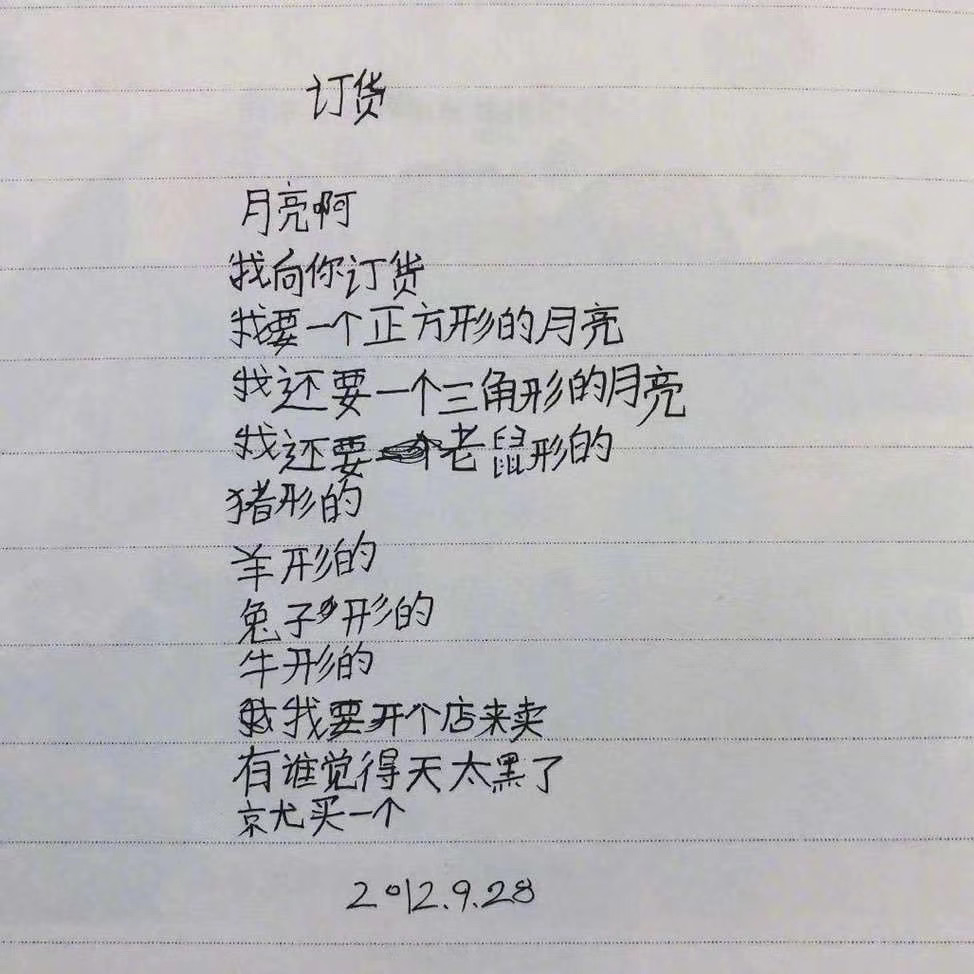 订货
月亮啊
我向你订货
我要一个正方形的月亮
我还要一个三角形的月亮
我还要老鼠形的
猪形的
羊形的
兔子形的
牛形的
我要开个店来卖
有谁觉得天太黑了
就买一个
2012.9.28